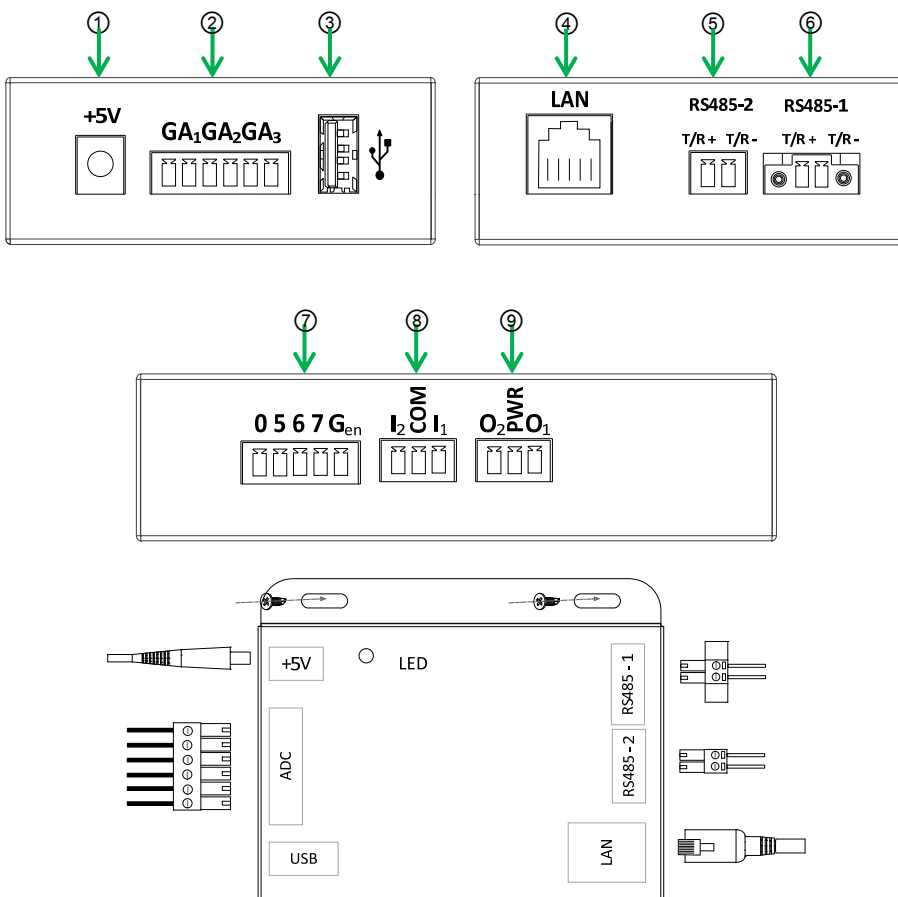 ① ② ③ ④ ⑤ ⑥
+5V GA₁GA₂GA₃ LAN RS485-2 RS485-1
T/R+ T/R- T/R+ T/R-
⑦ ⑧ ⑨
0 5 6 7 Gen I₂ COM I₁ O₂ PWR O₁
+5V LED RS485-1
ADC RS485-2
USB LAN